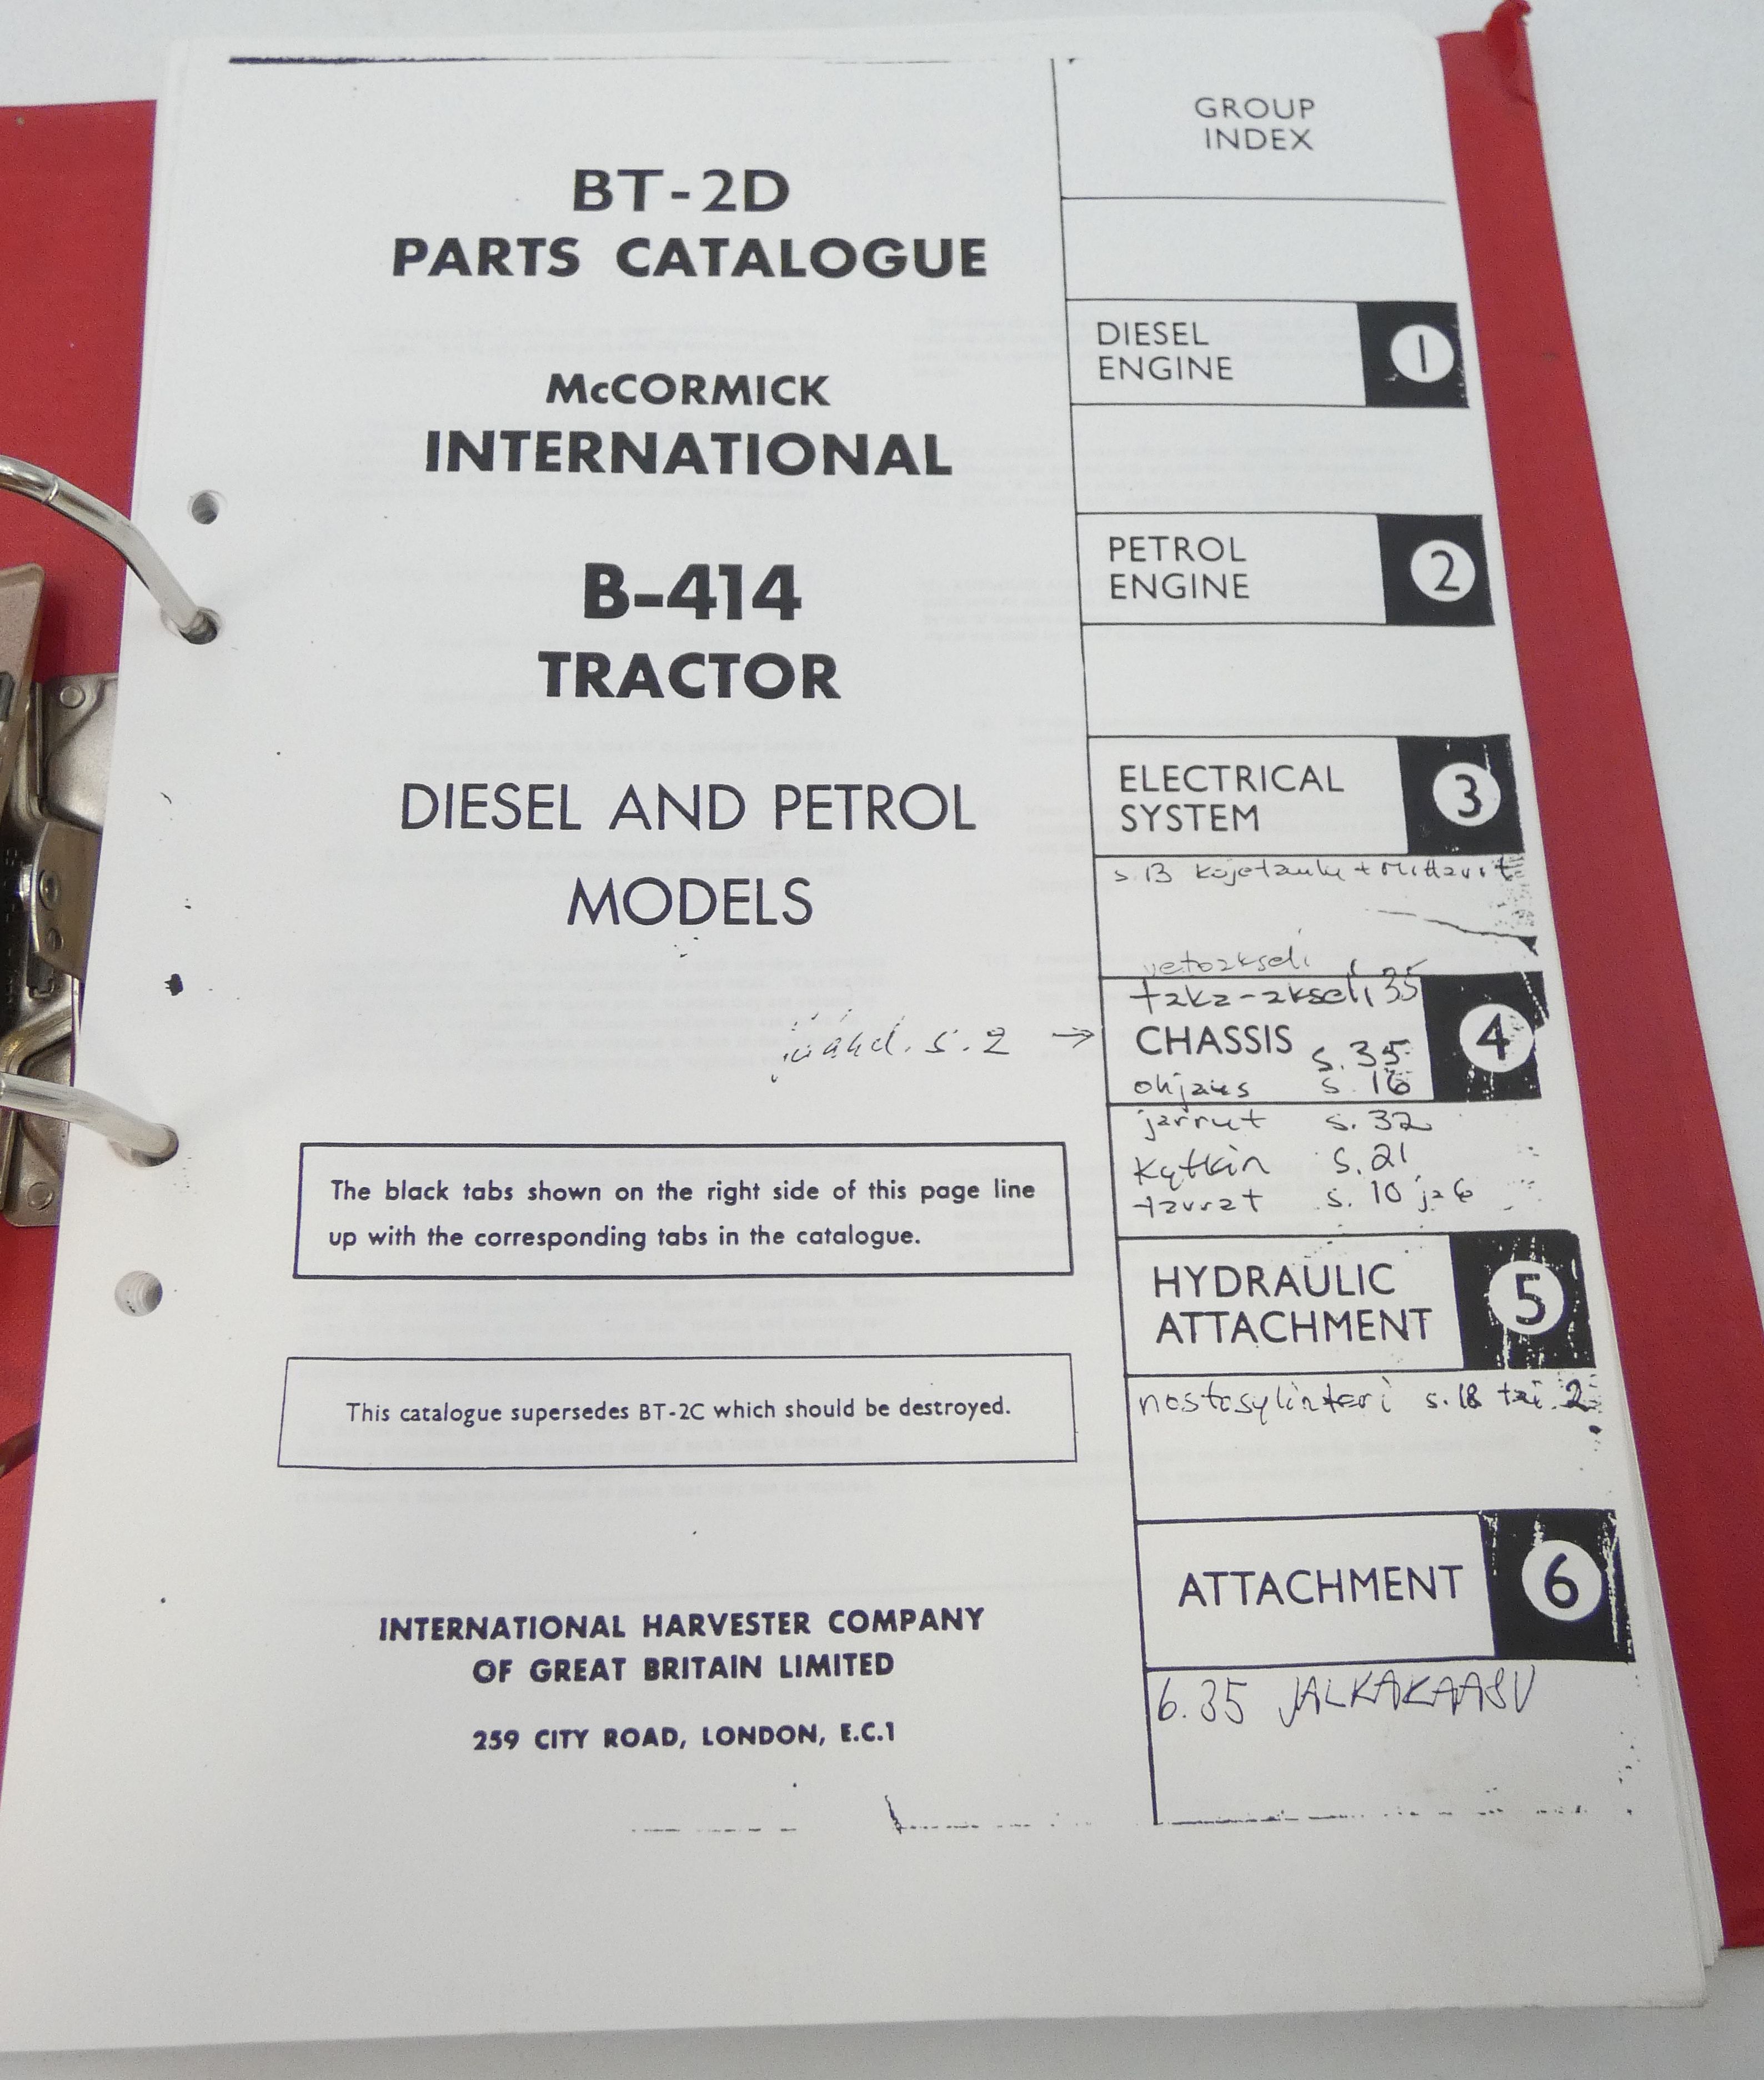 BT-2D
PARTS CATALOGUE
McCORMICK
INTERNATIONAL
B-414
TRACTOR
DIESEL AND PETROL
MODELS
s. 2 →
The black tabs shown on the right side of this page line
up with the corresponding tabs in the catalogue.
This catalogue supersedes BT-2C which should be destroyed.
INTERNATIONAL HARVESTER COMPANY
OF GREAT BRITAIN LIMITED
259 CITY ROAD, LONDON, E.C.1
GROUP
INDEX
DIESEL
ENGINE
1
PETROL
ENGINE
2
ELECTRICAL
SYSTEM
3
s. 13 kojetaulu + Mittarit
vetoakseli
taka-akseli 35
CHASSIS s. 35
4
ohjaus s. 16
jarrut s. 32
kytkin s. 21
s. 10 ja 6
HYDRAULIC
ATTACHMENT
5
nostosylinteri s. 18 tai 2
ATTACHMENT
6
6.35 JALKAKAASU